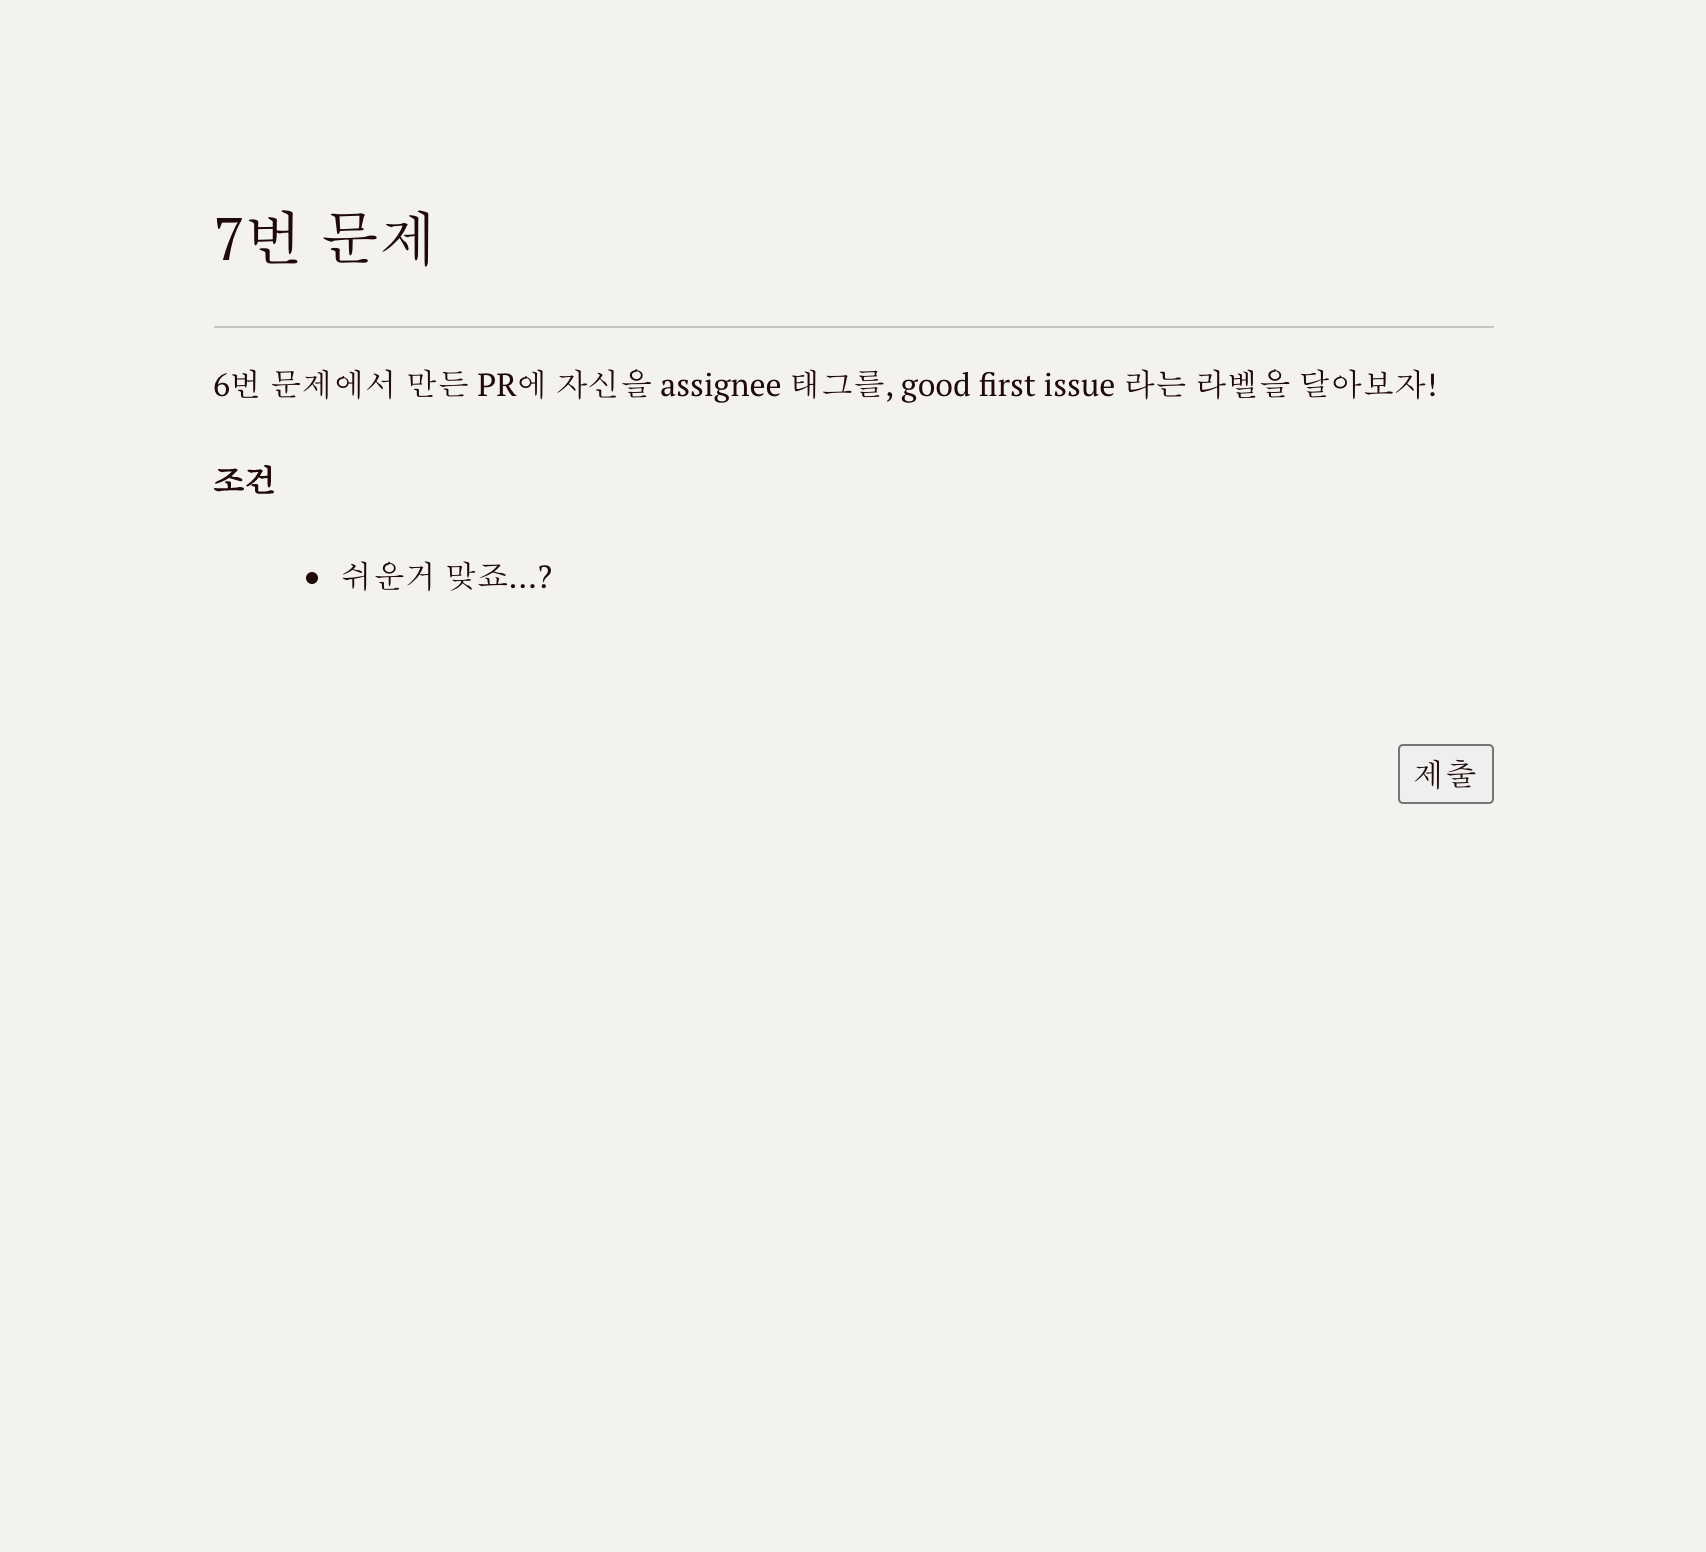 7번 문제
6번 문제에서 만든 PR에 자신을 assignee 태그를, good first issue 라는 라벨을 달아보자!
조건
• 쉬운거 맞죠...?
제출